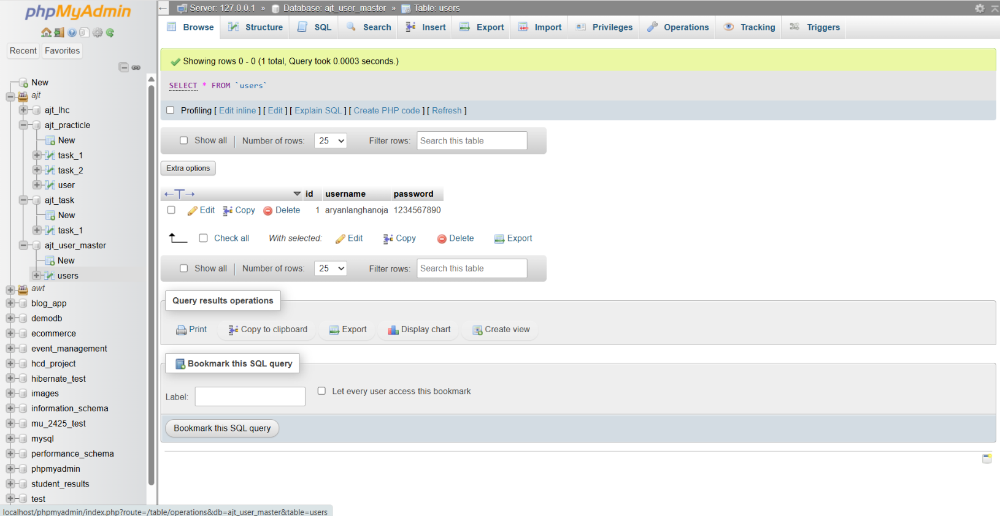 phpMyAdmin
Recent Favorites
New
ajt
ajt_lhc
ajt_practicle
New
task_1
task_2
user
ajt_task
New
task_1
ajt_user_master
New
users
awt
blog_app
demodb
ecommerce
event_management
hcd_project
hibernate_test
images
information_schema
mu_2425_test
mysql
performance_schema
phpmyadmin
student_results
test
localhost/phpmyadmin/index.php?route=/table/operations&db=ajt_user_master&table=users
Server: 127.0.0.1 » Database: ajt_user_master » Table: users
Browse Structure SQL Search Insert Export Import Privileges Operations Tracking Triggers
Showing rows 0 - 0 (1 total, Query took 0.0003 seconds.)
SELECT * FROM `users`
Profiling [ Edit inline ] [ Edit ] [ Explain SQL ] [ Create PHP code ] [ Refresh ]
Show all | Number of rows: 25 Filter rows: Search this table
Extra options
←T→ id username password
Edit Copy Delete 1 aryanlanghanoja 1234567890
Check all With selected: Edit Copy Delete Export
Show all | Number of rows: 25 Filter rows: Search this table
Query results operations
Print Copy to clipboard Export Display chart Create view
Bookmark this SQL query
Label: Let every user access this bookmark
Bookmark this SQL query